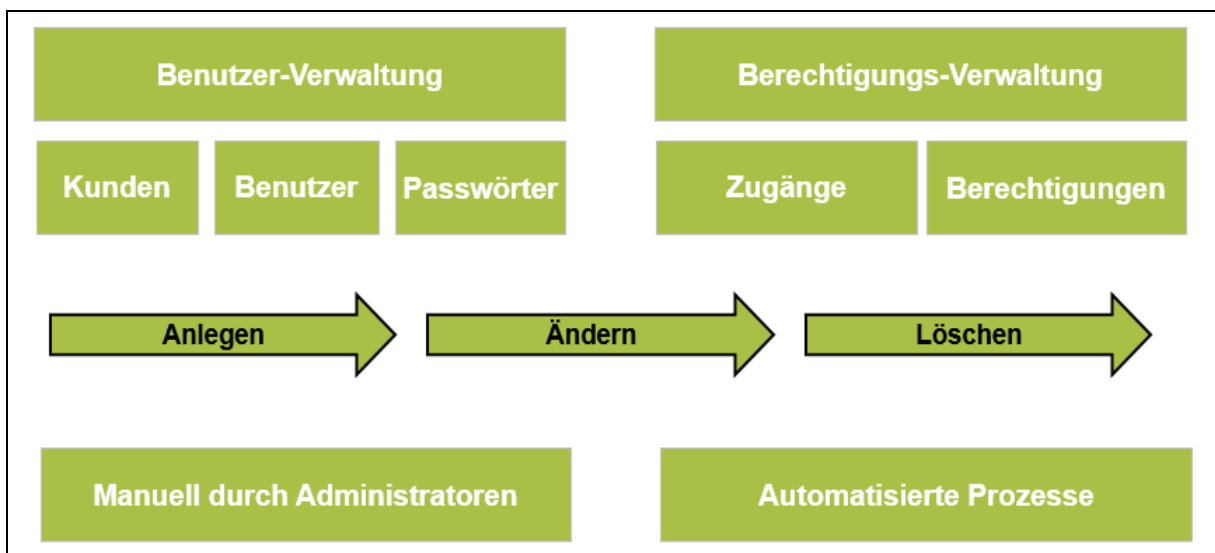 Benutzer-Verwaltung
Berechtigungs-Verwaltung
Kunden
Benutzer
Passwörter
Zugänge
Berechtigungen
Anlegen
Ändern
Löschen
Manuell durch Administratoren
Automatisierte Prozesse